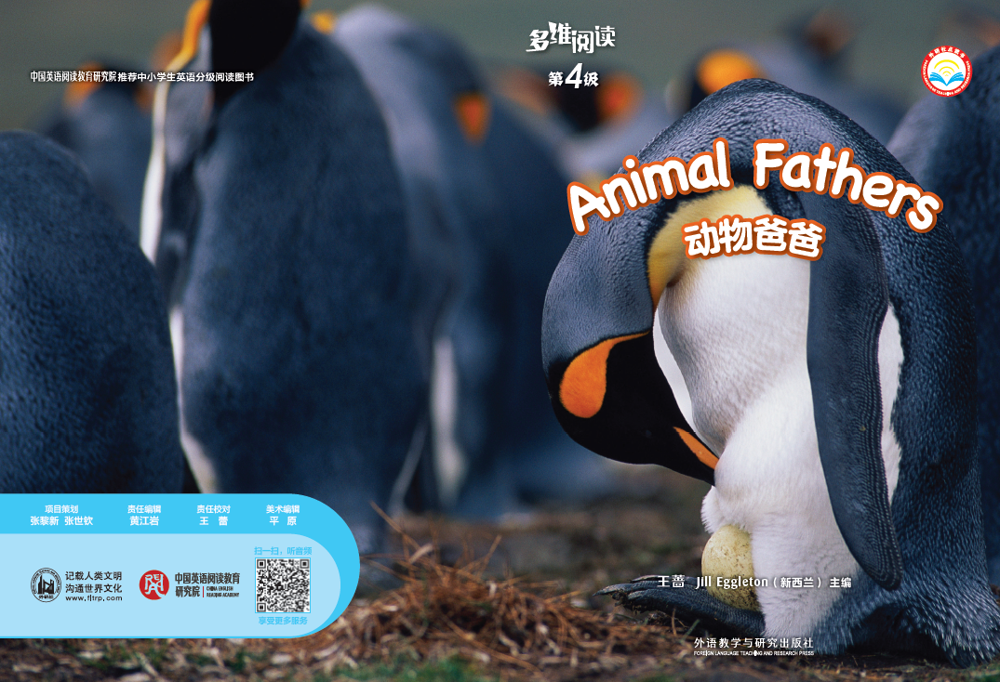 中国英语阅读教育研究院推荐中小学生英语分级阅读图书
多维阅读
第4级
Animal Fathers
动物爸爸
项目策划
张黎新 张世钦
责任编辑
黄江岩
责任校对
王 蕾
美术编辑
平 原
扫一扫，听音频
记载人类文明
沟通世界文化
www.fltrp.com
中国英语阅读教育
研究院
CHINA ENGLISH
READING ACADEMY
享受更多服务
王蔷 Jill Eggleton（新西兰）主编
外语教学与研究出版社
FOREIGN LANGUAGE TEACHING AND RESEARCH PRESS